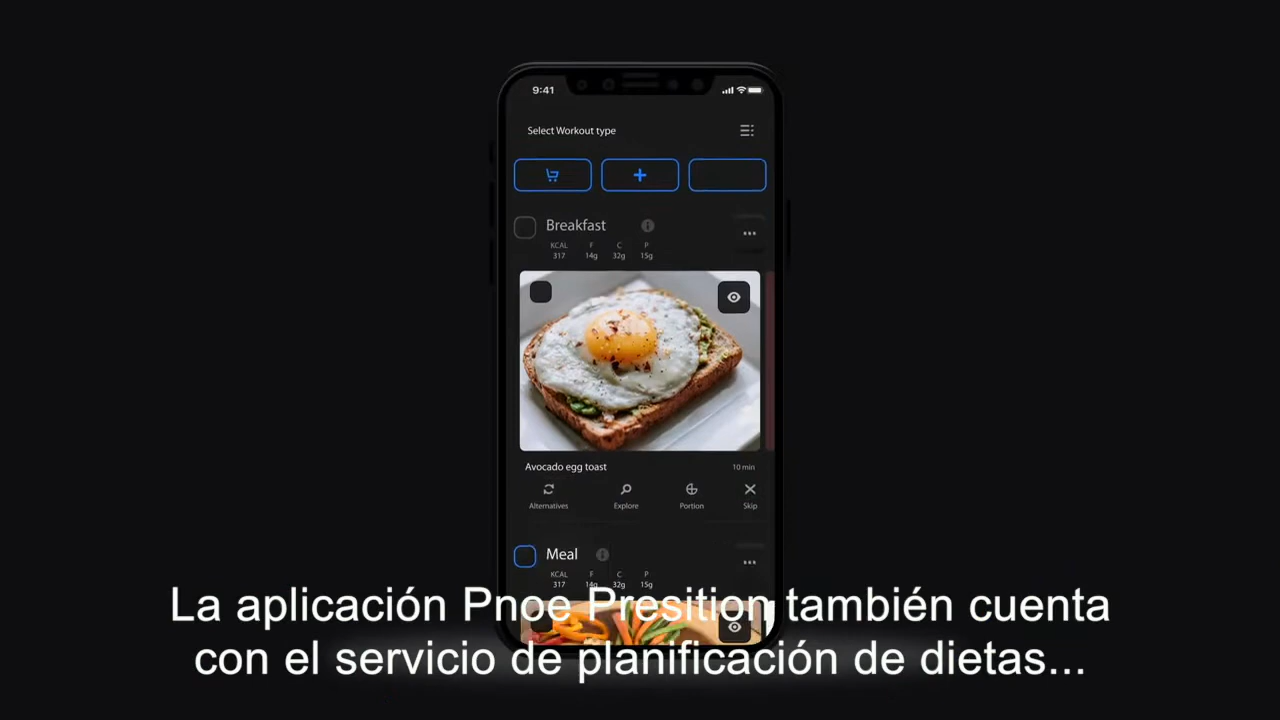 9:41
Select Workout type
Breakfast
KCAL F C P
317 14g 32g 15g
Avocado egg toast 10 min
Alternatives Explore Portion Skip
Meal
KCAL F C P
317 14g 32g 15g
La aplicación Pnoe Presition también cuenta
con el servicio de planificación de dietas...